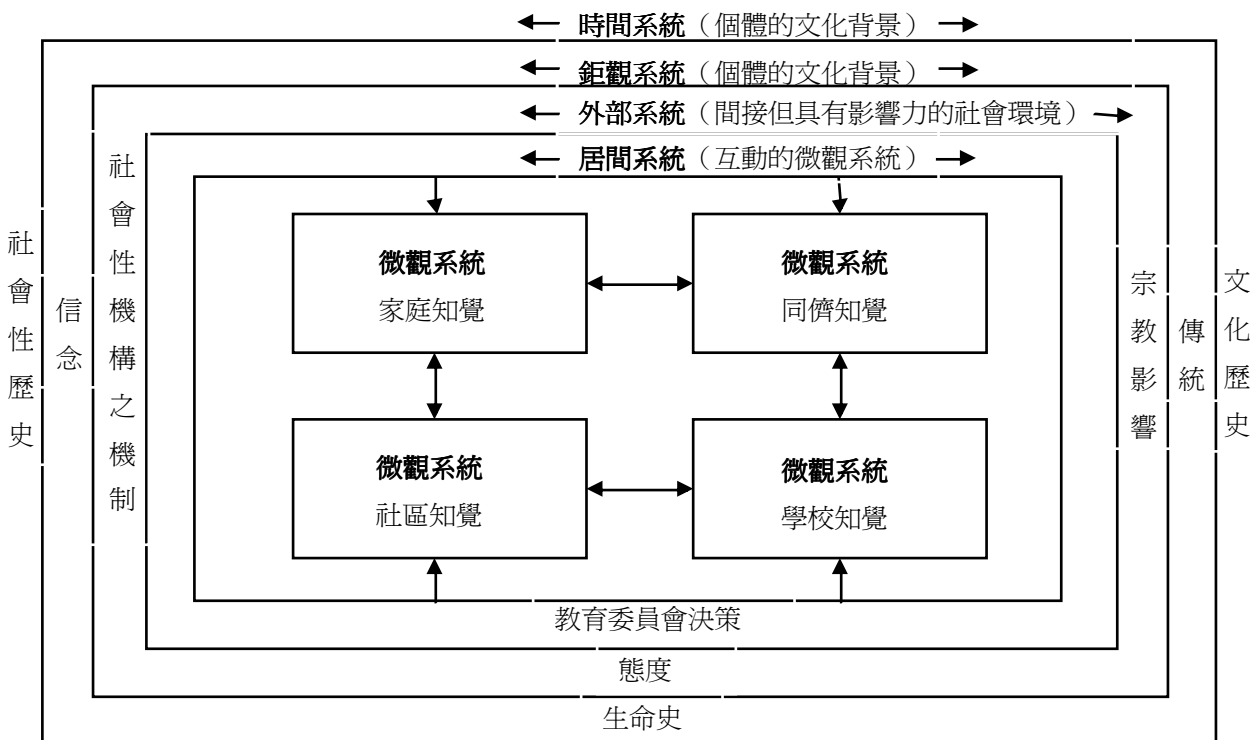 時間系統（個體的文化背景）
鉅觀系統（個體的文化背景）
外部系統（間接但具有影響力的社會環境）
居間系統（互動的微觀系統）
社會性歷史
信念
社會性機構之機制
微觀系統
家庭知覺
微觀系統
同儕知覺
微觀系統
社區知覺
微觀系統
學校知覺
宗教影響
傳統
文化歷史
教育委員會決策
態度
生命史